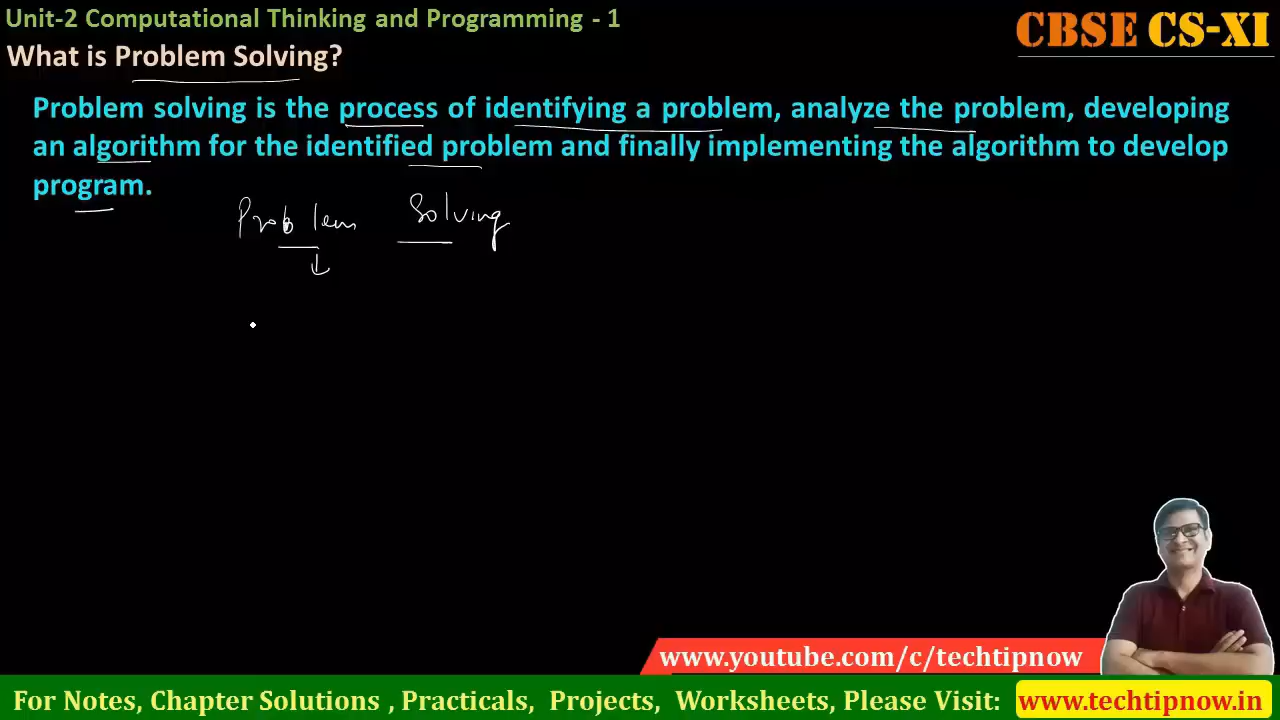 Unit-2 Computational Thinking and Programming - 1
CBSE CS-XI
What is Problem Solving?
Problem solving is the process of identifying a problem, analyze the problem, developing
an algorithm for the identified problem and finally implementing the algorithm to develop
program.
Problem Solving
www.youtube.com/c/techtipnow
For Notes, Chapter Solutions , Practicals, Projects, Worksheets, Please Visit: www.techtipnow.in